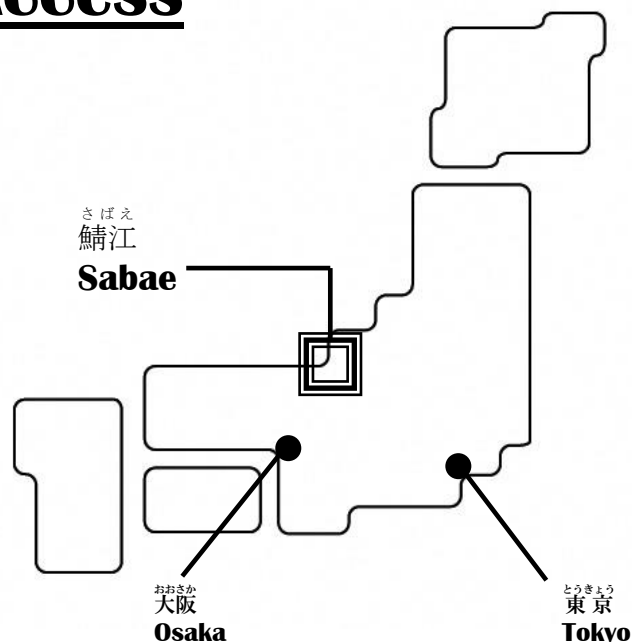 Access
さばえ
鯖江
Sabae
おおさか
大阪
Osaka
とうきょう
東京
Tokyo